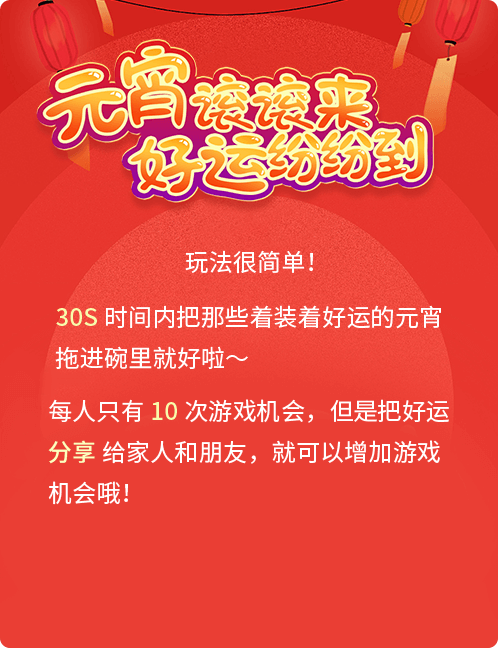 元宵滚滚来
好运纷纷到
玩法很简单！
30S 时间内把那些着装着好运的元宵
拖进碗里就好啦～
每人只有 10 次游戏机会，但是把好运
分享 给家人和朋友，就可以增加游戏
机会哦！